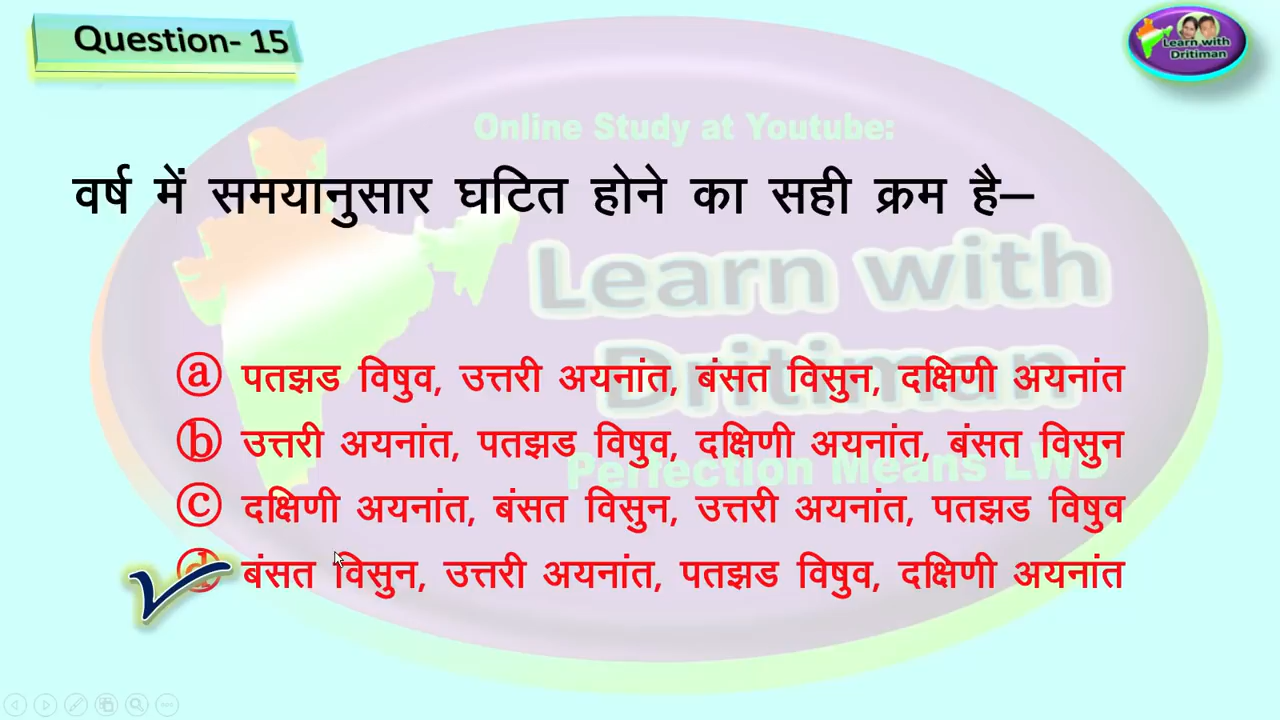 Question- 15
Learn with
Dritiman
Online Study at Youtube:
वर्ष में समयानुसार घटित होने का सही क्रम है–
Learn with
Dritiman
ⓐ पतझड विषुव, उत्तरी अयनांत, बंसत विसुन, दक्षिणी अयनांत
ⓑ उत्तरी अयनांत, पतझड विषुव, दक्षिणी अयनांत, बंसत विसुन
Perfection Means LWD
ⓒ दक्षिणी अयनांत, बंसत विसुन, उत्तरी अयनांत, पतझड विषुव
ⓓ बंसत विसुन, उत्तरी अयनांत, पतझड विषुव, दक्षिणी अयनांत